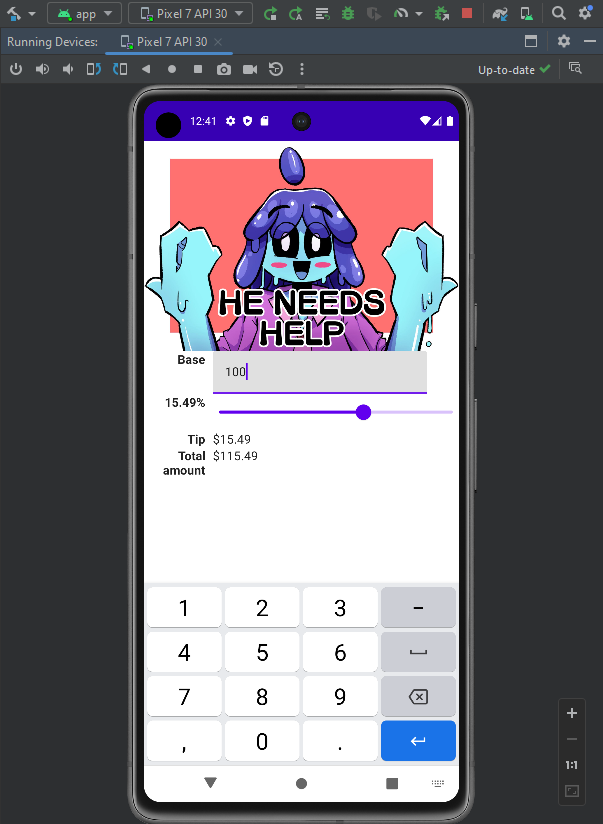 app
Pixel 7 API 30
Running Devices:
Pixel 7 API 30
Up-to-date
12:41
HE NEEDS
HELP
Base
100
15.49%
Tip
$15.49
Total
amount
$115.49
1 2 3 -
4 5 6
7 8 9
, 0 .
1:1